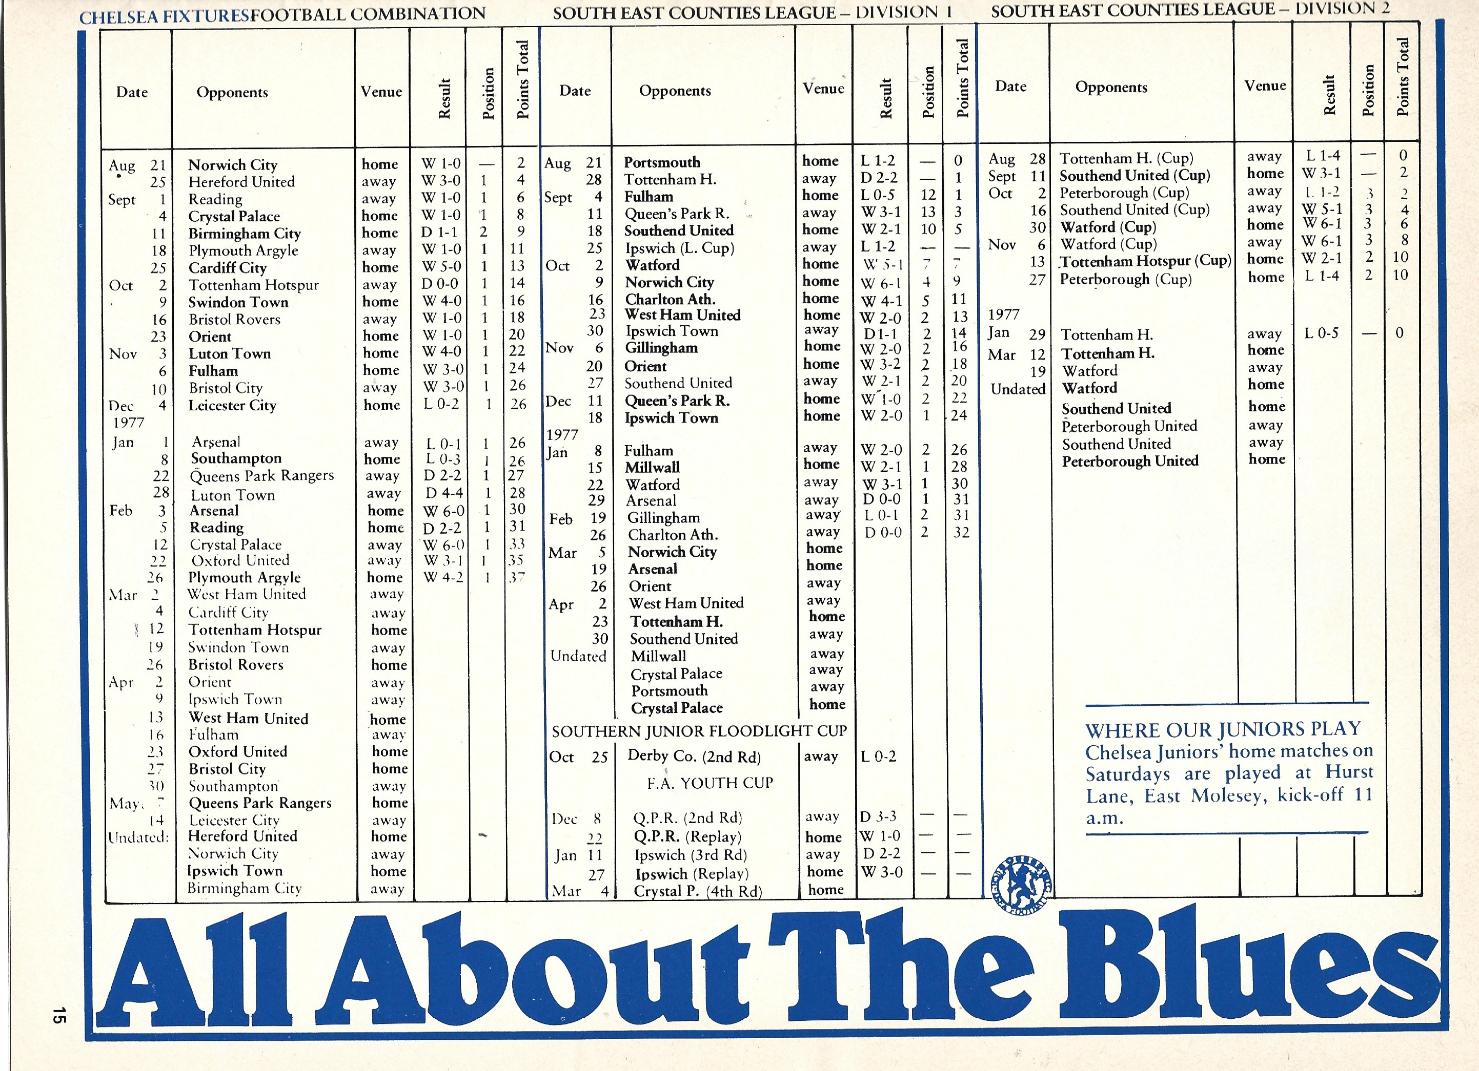 CHELSEA FIXTURES FOOTBALL COMBINATION
Date Opponents Venue Result Position Points Total
Aug 21 Norwich City home W 1-0 — 2
25 Hereford United away W 3-0 1 4
Sept 1 Reading away W 1-0 1 6
4 Crystal Palace home W 1-0 1 8
11 Birmingham City home D 1-1 2 9
18 Plymouth Argyle away W 1-0 1 11
25 Cardiff City home W 5-0 1 13
Oct 2 Tottenham Hotspur away D 0-0 1 14
9 Swindon Town home W 4-0 1 16
16 Bristol Rovers away W 1-0 1 18
23 Orient home W 1-0 1 20
Nov 3 Luton Town home W 4-0 1 22
6 Fulham home W 3-0 1 24
10 Bristol City away W 3-0 1 26
Dec 4 Leicester City home L 0-2 1 26
1977
Jan 1 Arsenal away L 0-1 1 26
8 Southampton home L 0-3 1 26
22 Queens Park Rangers away D 2-2 1 27
28 Luton Town away D 4-4 1 28
Feb 3 Arsenal home W 6-0 1 30
5 Reading home D 2-2 1 31
12 Crystal Palace away W 6-0 1 33
22 Oxford United away W 3-1 1 35
26 Plymouth Argyle home W 4-2 1 37
Mar 2 West Ham United away
4 Cardiff City away
12 Tottenham Hotspur home
19 Swindon Town away
26 Bristol Rovers home
Apr 2 Orient away
9 Ipswich Town away
13 West Ham United home
16 Fulham away
23 Oxford United home
27 Bristol City home
30 Southampton away
May 7 Queens Park Rangers home
14 Leicester City away
Undated: Hereford United home
Norwich City away
Ipswich Town home
Birmingham City away
SOUTH EAST COUNTIES LEAGUE – DIVISION 1
Date Opponents Venue Result Position Points Total
Aug 21 Portsmouth home L 1-2 — 0
28 Tottenham H. away D 2-2 — 1
Sept 4 Fulham home L 0-5 12 1
11 Queen's Park R. away W 3-1 13 3
18 Southend United home W 2-1 10 5
25 Ipswich (L. Cup) away L 1-2 — —
Oct 2 Watford home W 5-1 7 7
9 Norwich City home W 6-1 4 9
16 Charlton Ath. home W 4-1 5 11
23 West Ham United home W 2-0 2 13
30 Ipswich Town away D1-1 2 14
Nov 6 Gillingham home W 2-0 2 16
20 Orient home W 3-2 2 18
27 Southend United away W 2-1 2 20
Dec 11 Queen's Park R. home W 1-0 2 22
18 Ipswich Town home W 2-0 1 24
1977
Jan 8 Fulham away W 2-0 2 26
15 Millwall home W 2-1 1 28
22 Watford away W 3-1 1 30
29 Arsenal away D 0-0 1 31
Feb 19 Gillingham away L 0-1 2 31
26 Charlton Ath. away D 0-0 2 32
Mar 5 Norwich City home
19 Arsenal home
26 Orient away
Apr 2 West Ham United away
23 Tottenham H. home
30 Southend United away
Undated Millwall away
Crystal Palace away
Portsmouth away
Crystal Palace home
SOUTHERN JUNIOR FLOODLIGHT CUP
Oct 25 Derby Co. (2nd Rd) away L 0-2
F.A. YOUTH CUP
Dec 8 Q.P.R. (2nd Rd) away D 3-3 — —
22 Q.P.R. (Replay) home W 1-0 — —
Jan 11 Ipswich (3rd Rd) away D 2-2 — —
27 Ipswich (Replay) home W 3-0 — —
Mar 4 Crystal P. (4th Rd) home
SOUTH EAST COUNTIES LEAGUE – DIVISION 2
Date Opponents Venue Result Position Points Total
Aug 28 Tottenham H. (Cup) away L 1-4 — 0
Sept 11 Southend United (Cup) home W 3-1 — 2
Oct 2 Peterborough (Cup) away L 1-2 3 2
16 Southend United (Cup) away W 5-1 3 4
30 Watford (Cup) home W 6-1 3 6
Nov 6 Watford (Cup) away W 6-1 3 8
13 Tottenham Hotspur (Cup) home W 2-1 2 10
27 Peterborough (Cup) home L 1-4 2 10
1977
Jan 29 Tottenham H. away L 0-5 — 0
Mar 12 Tottenham H. home
19 Watford away
Undated Watford home
Southend United home
Peterborough United away
Southend United away
Peterborough United home
WHERE OUR JUNIORS PLAY
Chelsea Juniors' home matches on
Saturdays are played at Hurst
Lane, East Molesey, kick-off 11
a.m.
All About The Blues
15